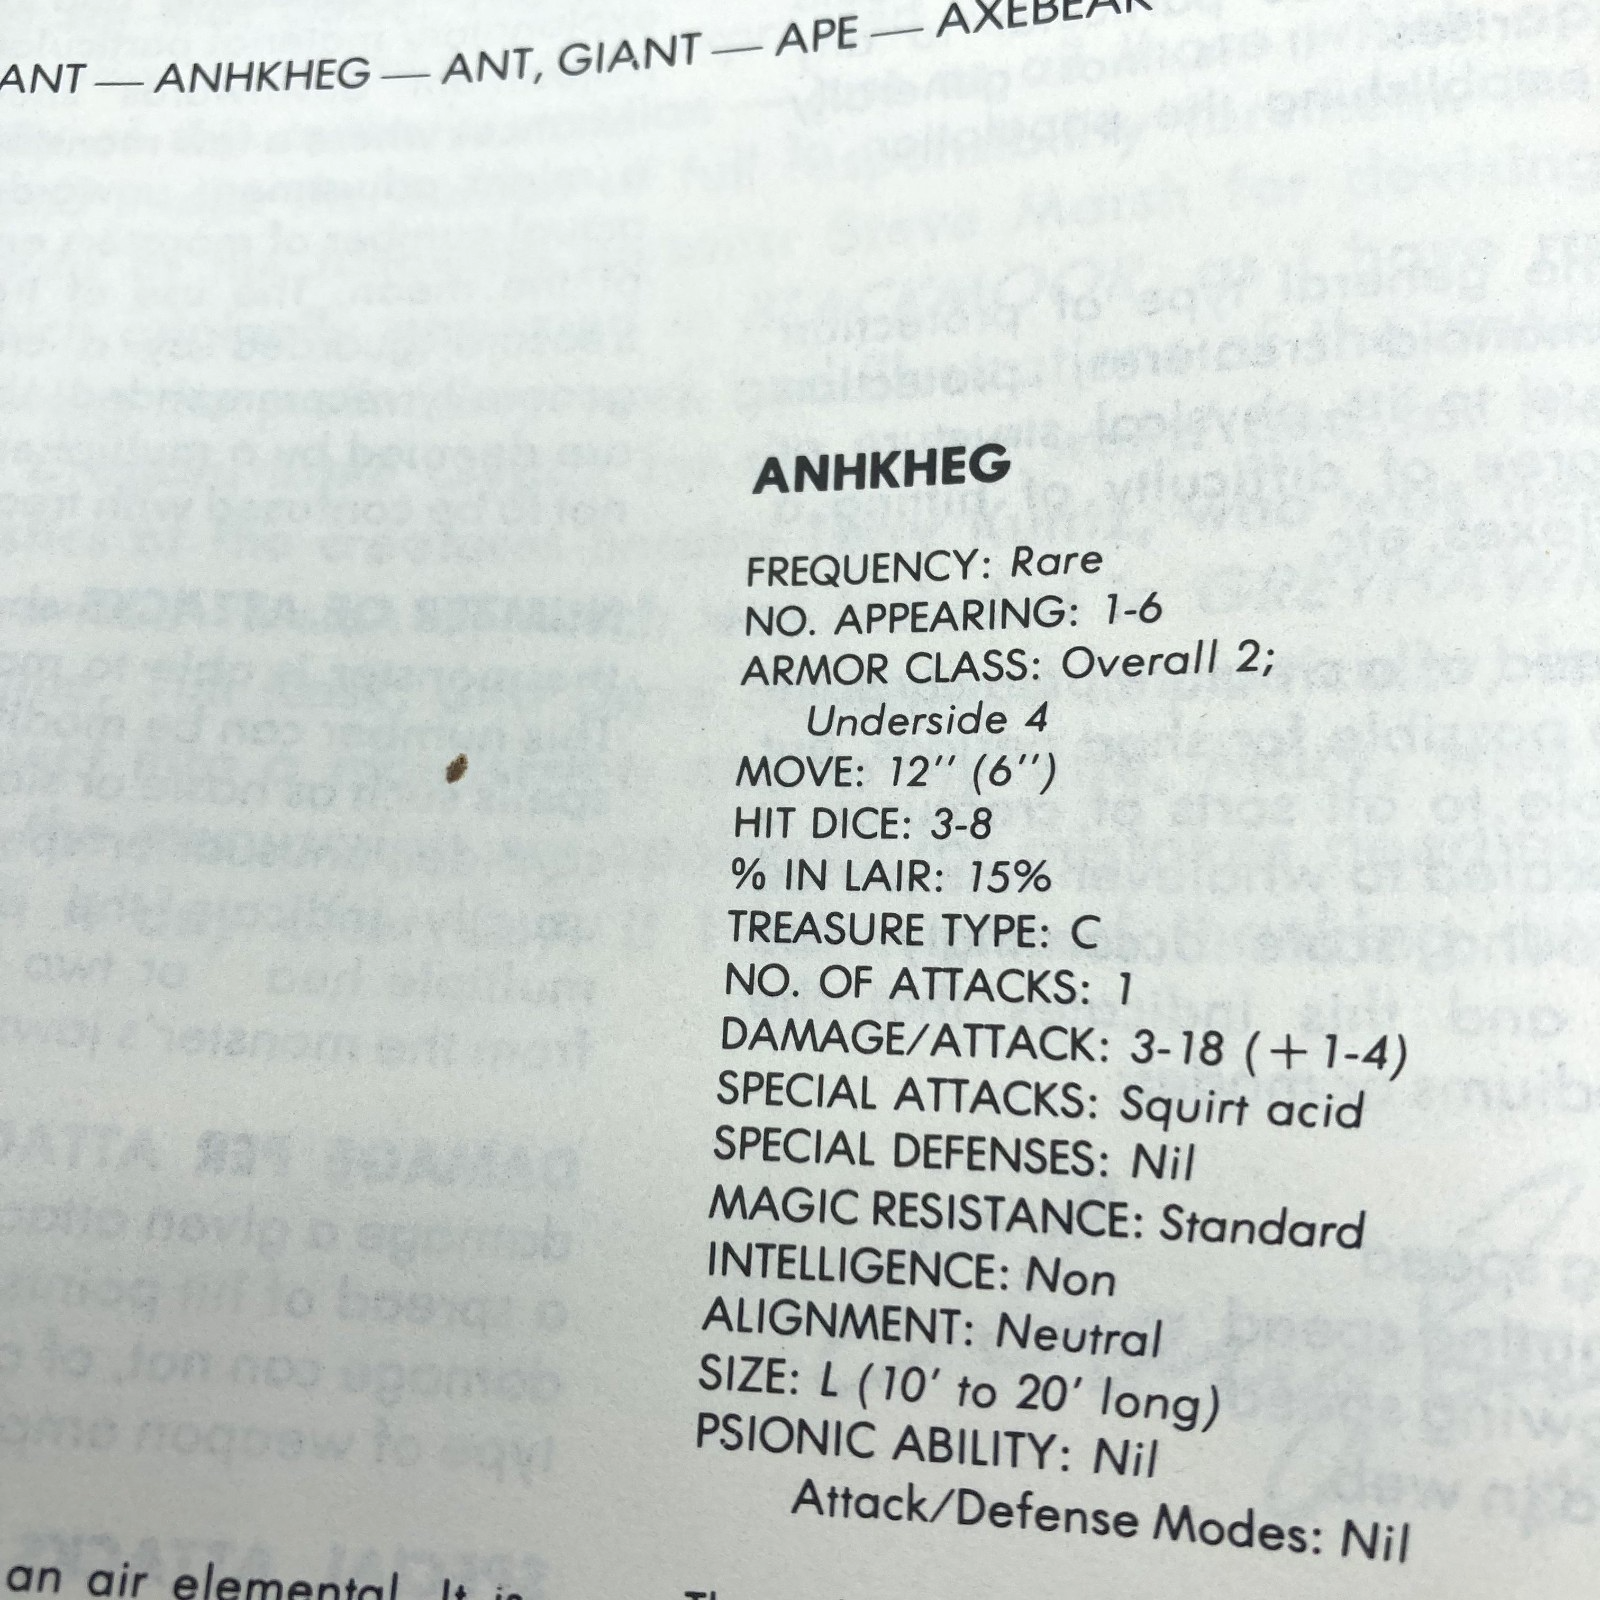 ANT — ANHKHEG — ANT, GIANT — APE — AXEBEAK
ANHKHEG
FREQUENCY: Rare
NO. APPEARING: 1-6
ARMOR CLASS: Overall 2;
Underside 4
MOVE: 12’’ (6’’)
HIT DICE: 3-8
% IN LAIR: 15%
TREASURE TYPE: C
NO. OF ATTACKS: 1
DAMAGE/ATTACK: 3-18 (+ 1-4)
SPECIAL ATTACKS: Squirt acid
SPECIAL DEFENSES: Nil
MAGIC RESISTANCE: Standard
INTELLIGENCE: Non
ALIGNMENT: Neutral
SIZE: L (10’ to 20’ long)
PSIONIC ABILITY: Nil
Attack/Defense Modes: Nil
an air elemental. It is